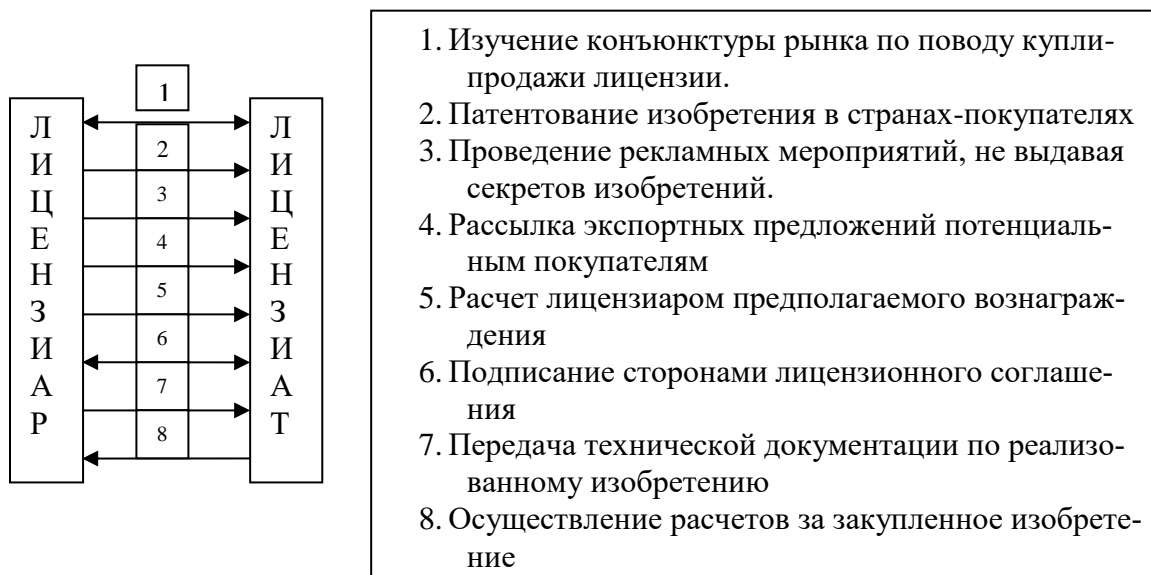 ЛИЦЕНЗИАР
1
2
3
4
5
6
7
8
ЛИЦЕНЗИАТ
1. Изучение конъюнктуры рынка по поводу купли-
продажи лицензии.
2. Патентование изобретения в странах-покупателях
3. Проведение рекламных мероприятий, не выдавая
секретов изобретений.
4. Рассылка экспортных предложений потенциаль-
ным покупателям
5. Расчет лицензиаром предполагаемого вознаграж-
дения
6. Подписание сторонами лицензионного соглаше-
ния
7. Передача технической документации по реализо-
ванному изобретению
8. Осуществление расчетов за закупленное изобрете-
ние